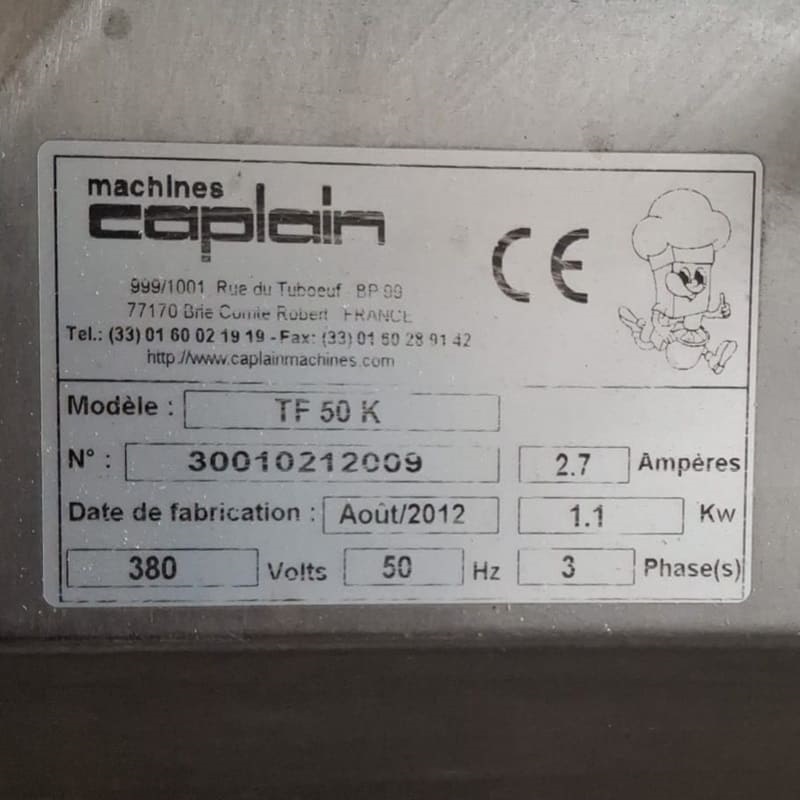 machines
caplain
CE
999/1001 Rue du Tuboeuf BP 99
77170 Brie Comte Robert FRANCE
Tel.: (33) 01 60 02 19 19 - Fax: (33) 01 60 28 91 42
http://www.caplainmachines.com
Modèle : TF 50 K
N° : 30010212009 2.7 Ampères
Date de fabrication : Août/2012 1.1 Kw
380 Volts 50 Hz 3 Phase(s)